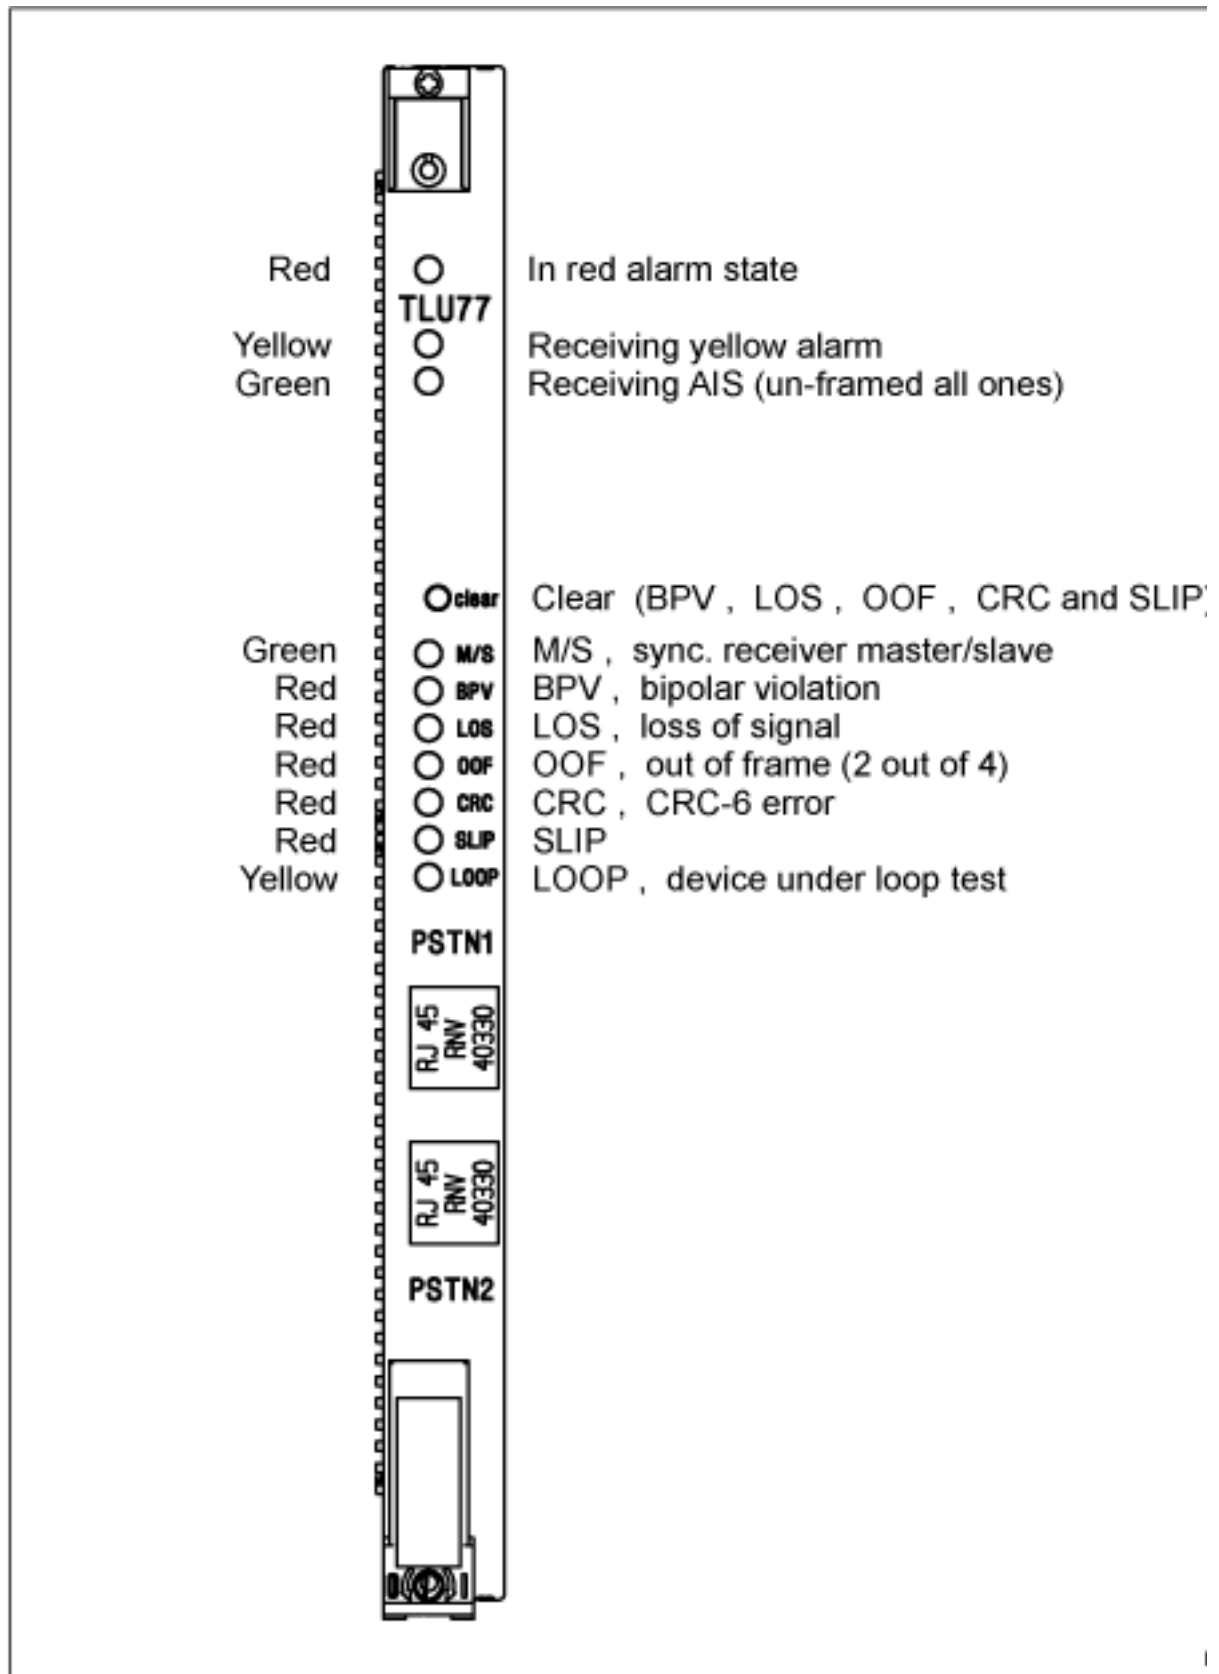 Red In red alarm state
TLU77
Yellow Receiving yellow alarm
Green Receiving AIS (un-framed all ones)
clear Clear (BPV , LOS , OOF , CRC and SLIP)
Green M/S M/S , sync. receiver master/slave
Red BPV BPV , bipolar violation
Red LOS LOS , loss of signal
Red OOF OOF , out of frame (2 out of 4)
Red CRC CRC , CRC-6 error
Red SLIP SLIP
Yellow LOOP LOOP , device under loop test
PSTN1
RJ 45
RNV
40330
RJ 45
RNV
40330
PSTN2